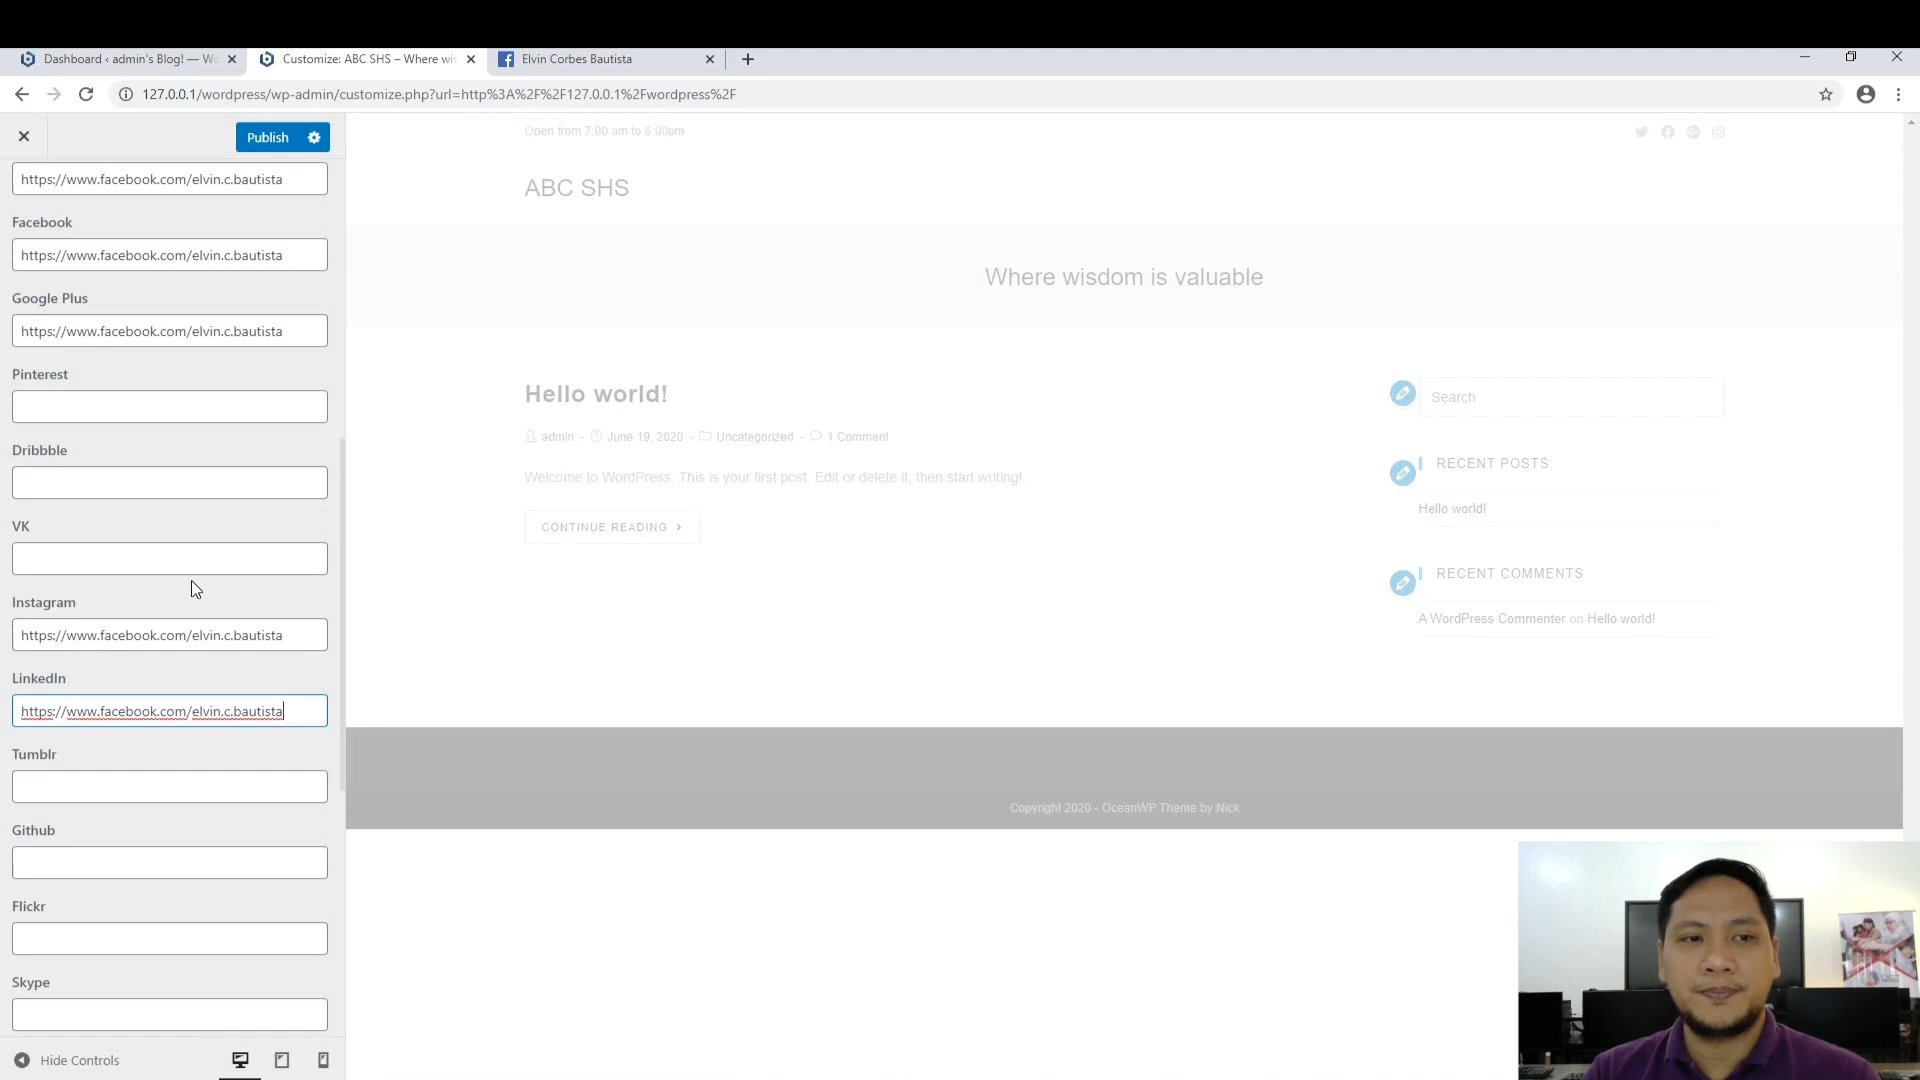 Dashboard ‹ admin's Blog! — Wo
Customize: ABC SHS – Where wis
Elvin Corbes Bautista
127.0.0.1/wordpress/wp-admin/customize.php?url=http%3A%2F%2F127.0.0.1%2Fwordpress%2F
Publish
https://www.facebook.com/elvin.c.bautista
Facebook
https://www.facebook.com/elvin.c.bautista
Google Plus
https://www.facebook.com/elvin.c.bautista
Pinterest
Dribbble
VK
Instagram
https://www.facebook.com/elvin.c.bautista
LinkedIn
https://www.facebook.com/elvin.c.bautista
Tumblr
Github
Flickr
Skype
Hide Controls
Open from 7:00 am to 6:00pm
ABC SHS
Where wisdom is valuable
Hello world!
admin - June 19, 2020 - Uncategorized - 1 Comment
Welcome to WordPress. This is your first post. Edit or delete it, then start writing!
CONTINUE READING >
Search
RECENT POSTS
Hello world!
RECENT COMMENTS
A WordPress Commenter on Hello world!
Copyright 2020 - OceanWP Theme by Nick